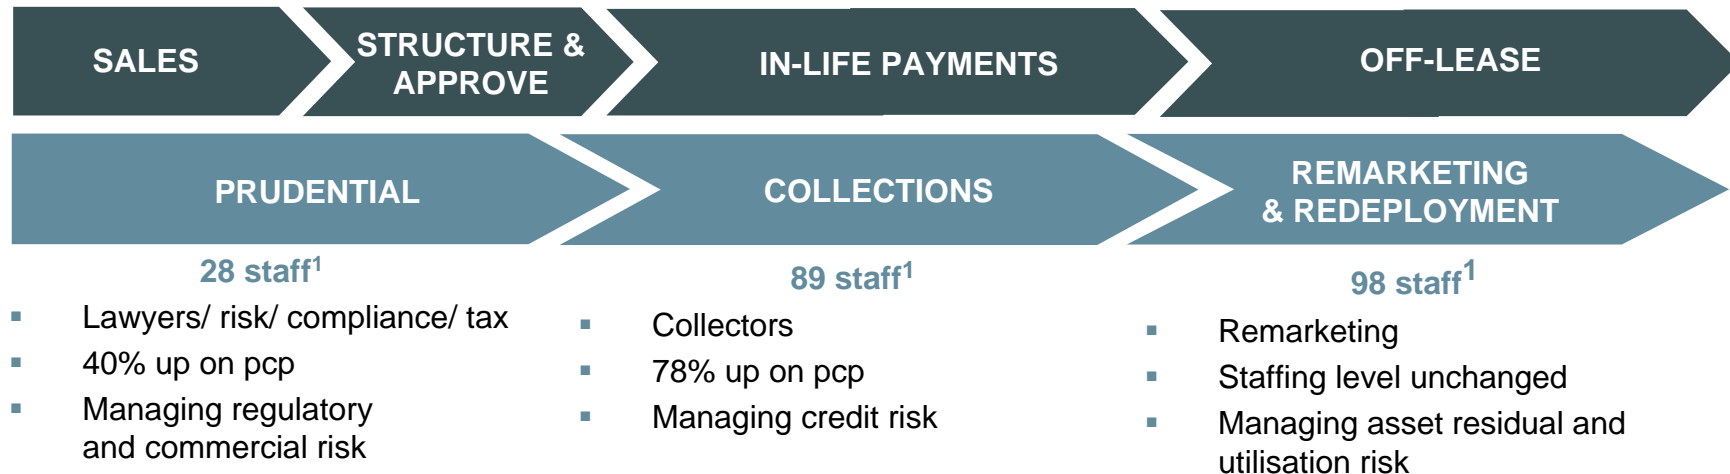 SALES
STRUCTURE &
APPROVE
IN-LIFE PAYMENTS
OFF-LEASE
PRUDENTIAL
COLLECTIONS
REMARKETING
& REDEPLOYMENT
28 staff¹
▪ Lawyers/ risk/ compliance/ tax
▪ 40% up on pcp
▪ Managing regulatory
and commercial risk
89 staff¹
▪ Collectors
▪ 78% up on pcp
▪ Managing credit risk
98 staff¹
▪ Remarketing
▪ Staffing level unchanged
▪ Managing asset residual and
utilisation risk